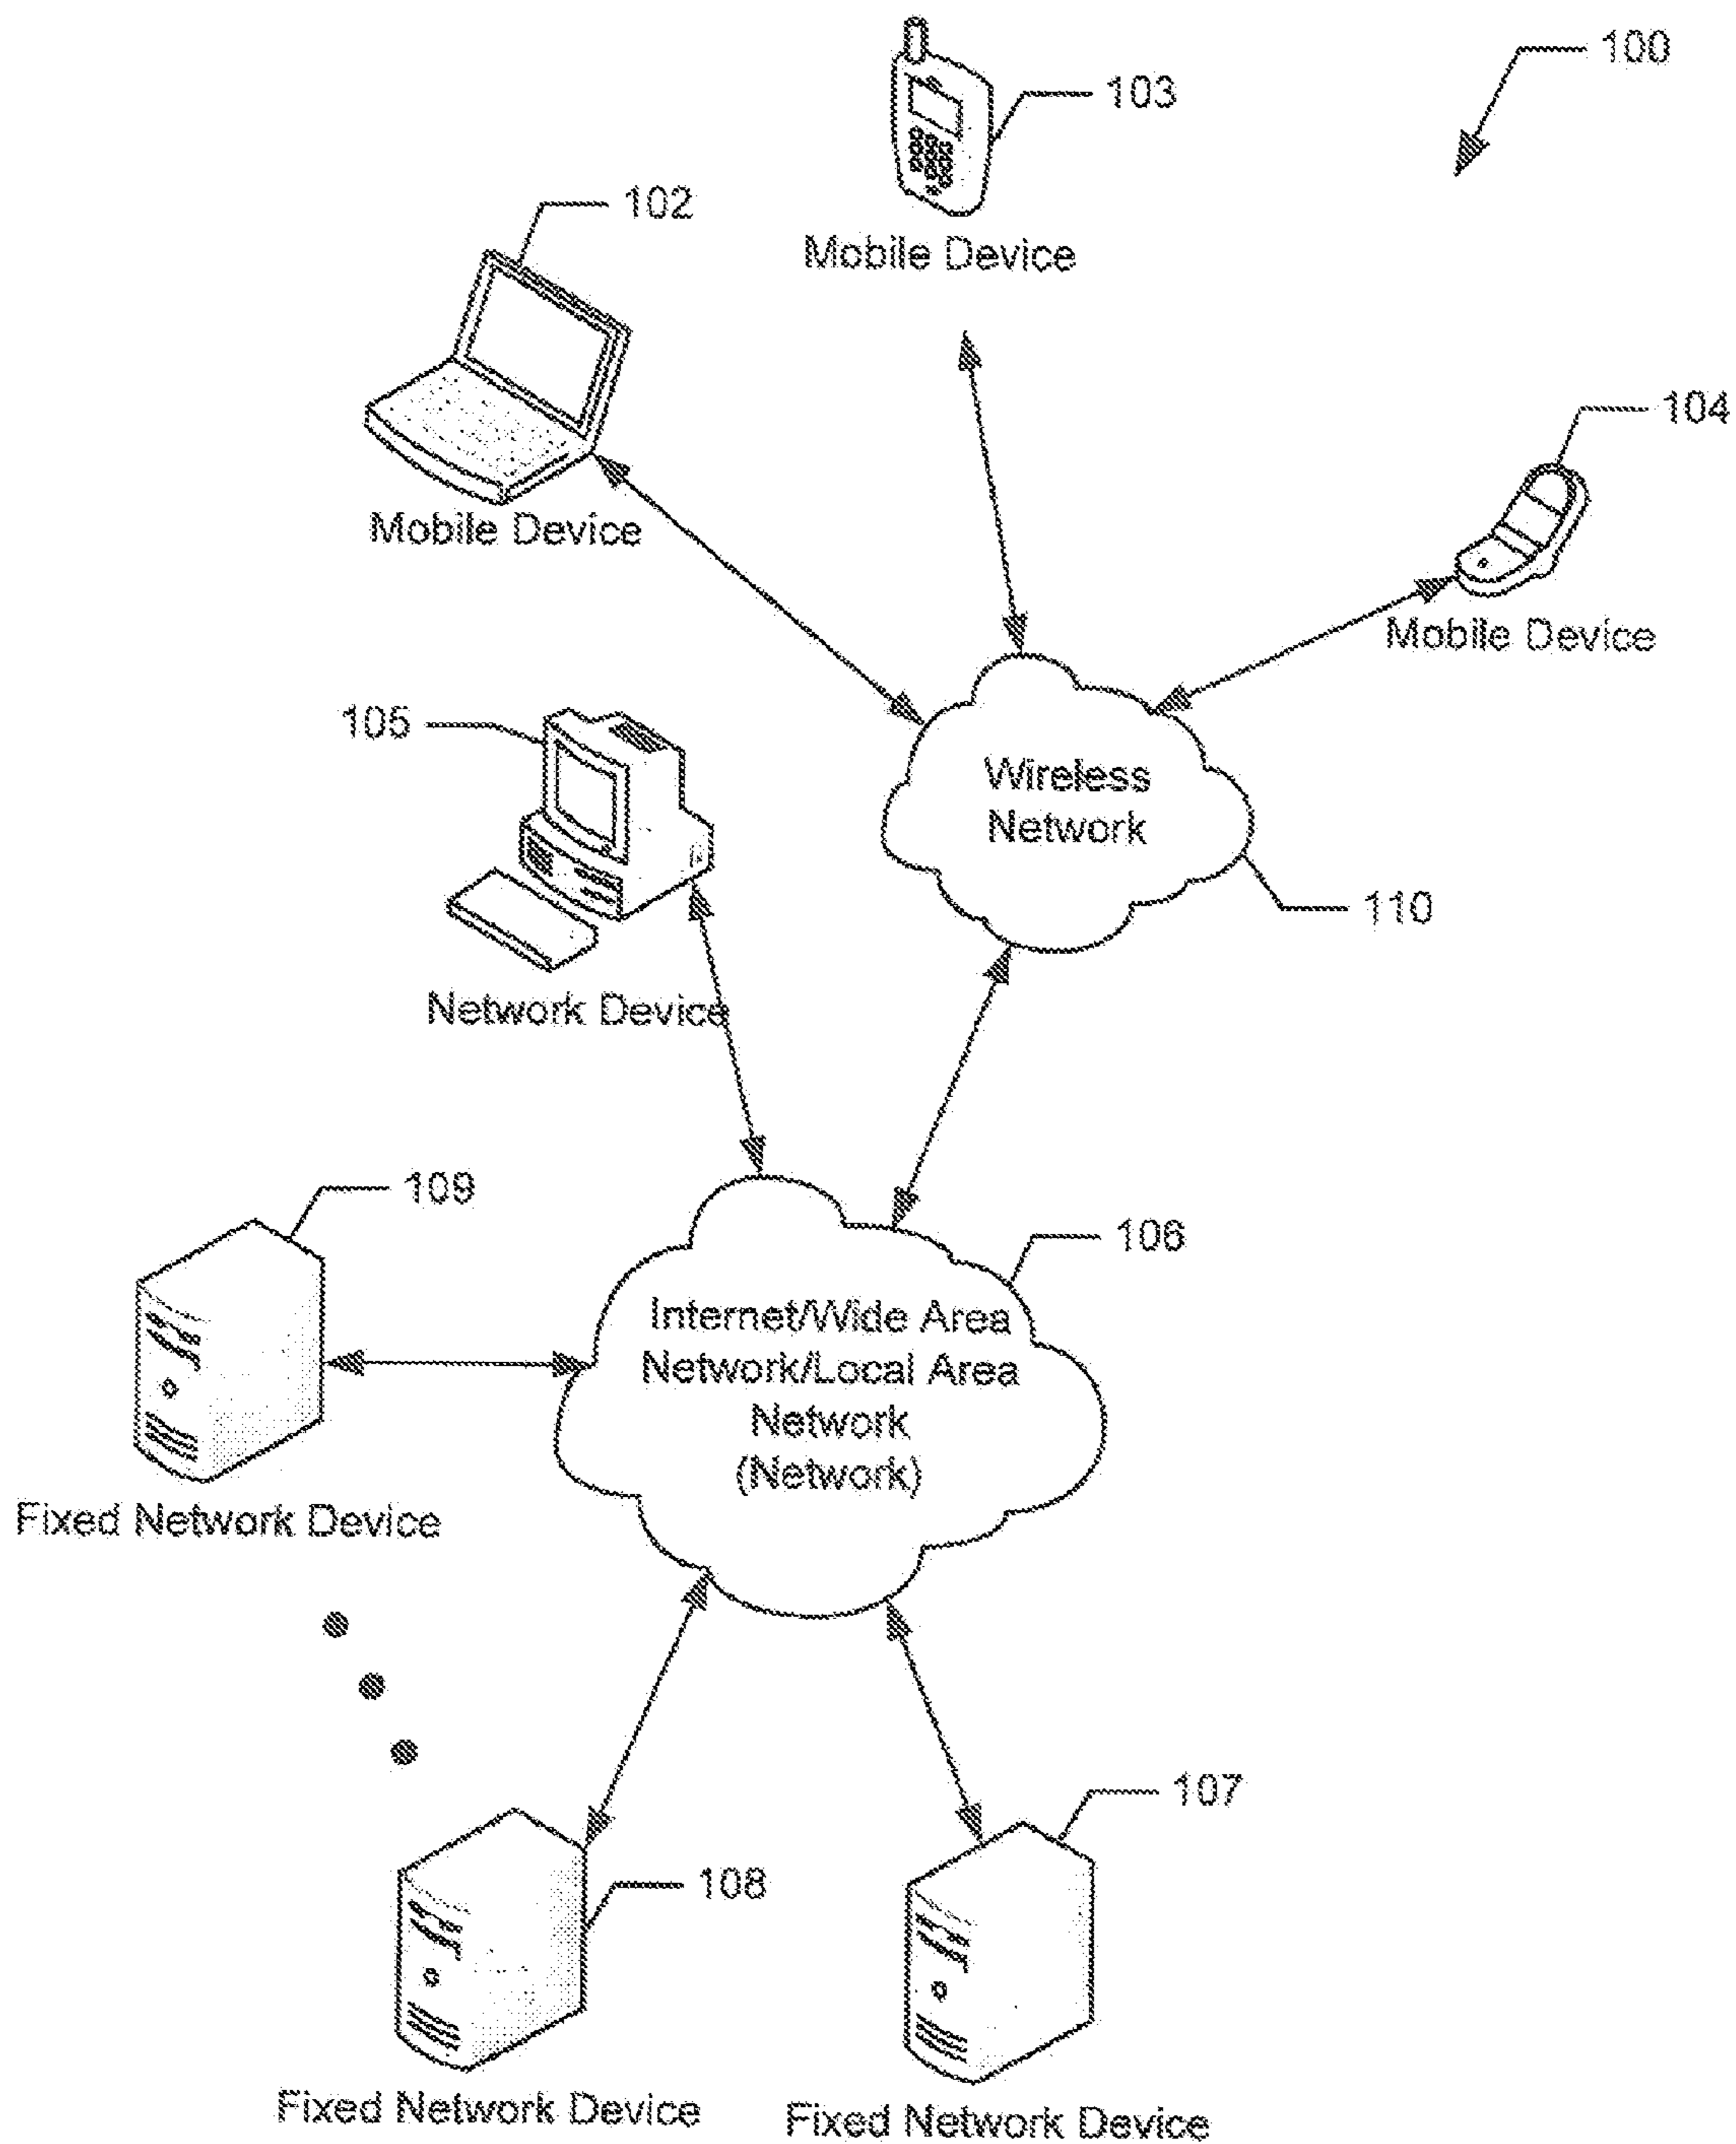 100
103
Mobile Device
102
Mobile Device
104
Mobile Device
105
Network Device
Wireless
Network
110
109
Fixed Network Device
106
Internet/Wide Area
Network/Local Area
Network
(Network)
108
Fixed Network Device
107
Fixed Network Device